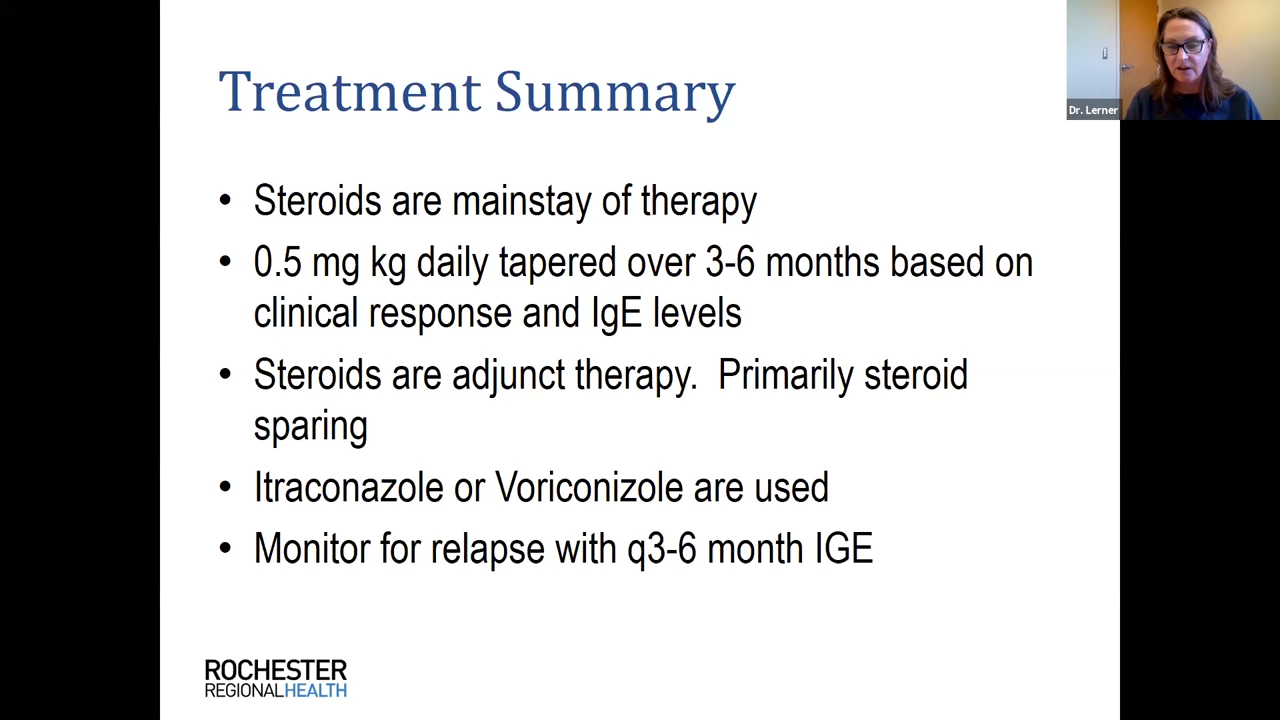 Treatment Summary
Dr. Lerner
• Steroids are mainstay of therapy
• 0.5 mg kg daily tapered over 3-6 months based on
clinical response and IgE levels
• Steroids are adjunct therapy.  Primarily steroid
sparing
• Itraconazole or Voriconizole are used
• Monitor for relapse with q3-6 month IGE
ROCHESTER
REGIONALHEALTH